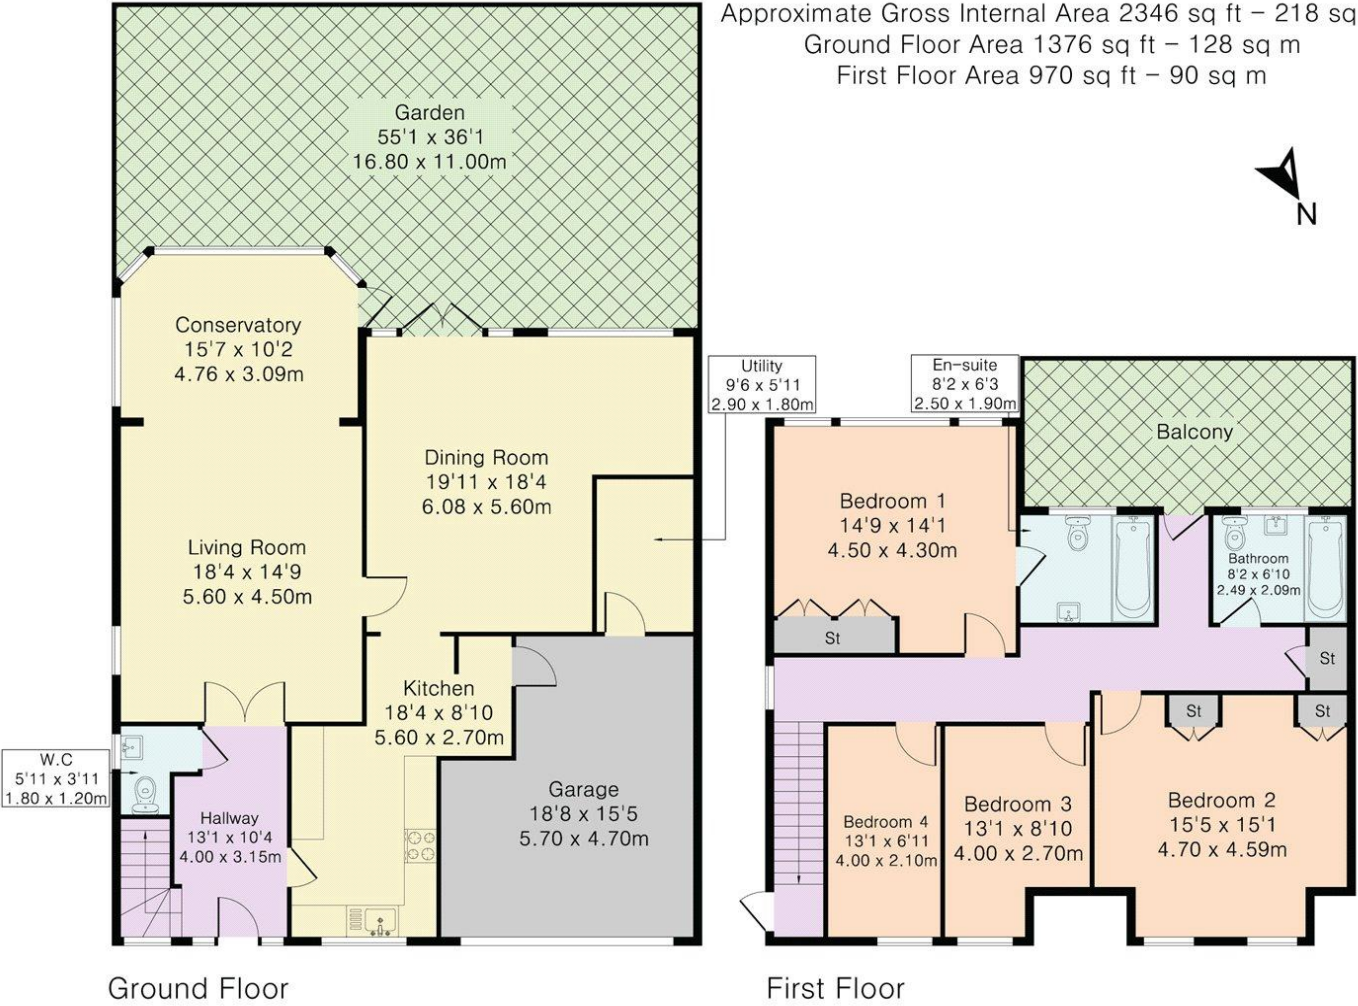 Approximate Gross Internal Area 2346 sq ft – 218 sq
Ground Floor Area 1376 sq ft – 128 sq m
First Floor Area 970 sq ft – 90 sq m
N
Garden
55'1 x 36'1
16.80 x 11.00m
Conservatory
15'7 x 10'2
4.76 x 3.09m
Dining Room
19'11 x 18'4
6.08 x 5.60m
Living Room
18'4 x 14'9
5.60 x 4.50m
Kitchen
18'4 x 8'10
5.60 x 2.70m
W.C
5'11 x 3'11
1.80 x 1.20m
Hallway
13'1 x 10'4
4.00 x 3.15m
Garage
18'8 x 15'5
5.70 x 4.70m
Ground Floor
Utility
9'6 x 5'11
2.90 x 1.80m
En-suite
8'2 x 6'3
2.50 x 1.90m
Balcony
Bedroom 1
14'9 x 14'1
4.50 x 4.30m
Bathroom
8'2 x 6'10
2.49 x 2.09m
St
St
St
St
Bedroom 4
13'1 x 6'11
4.00 x 2.10m
Bedroom 3
13'1 x 8'10
4.00 x 2.70m
Bedroom 2
15'5 x 15'1
4.70 x 4.59m
First Floor